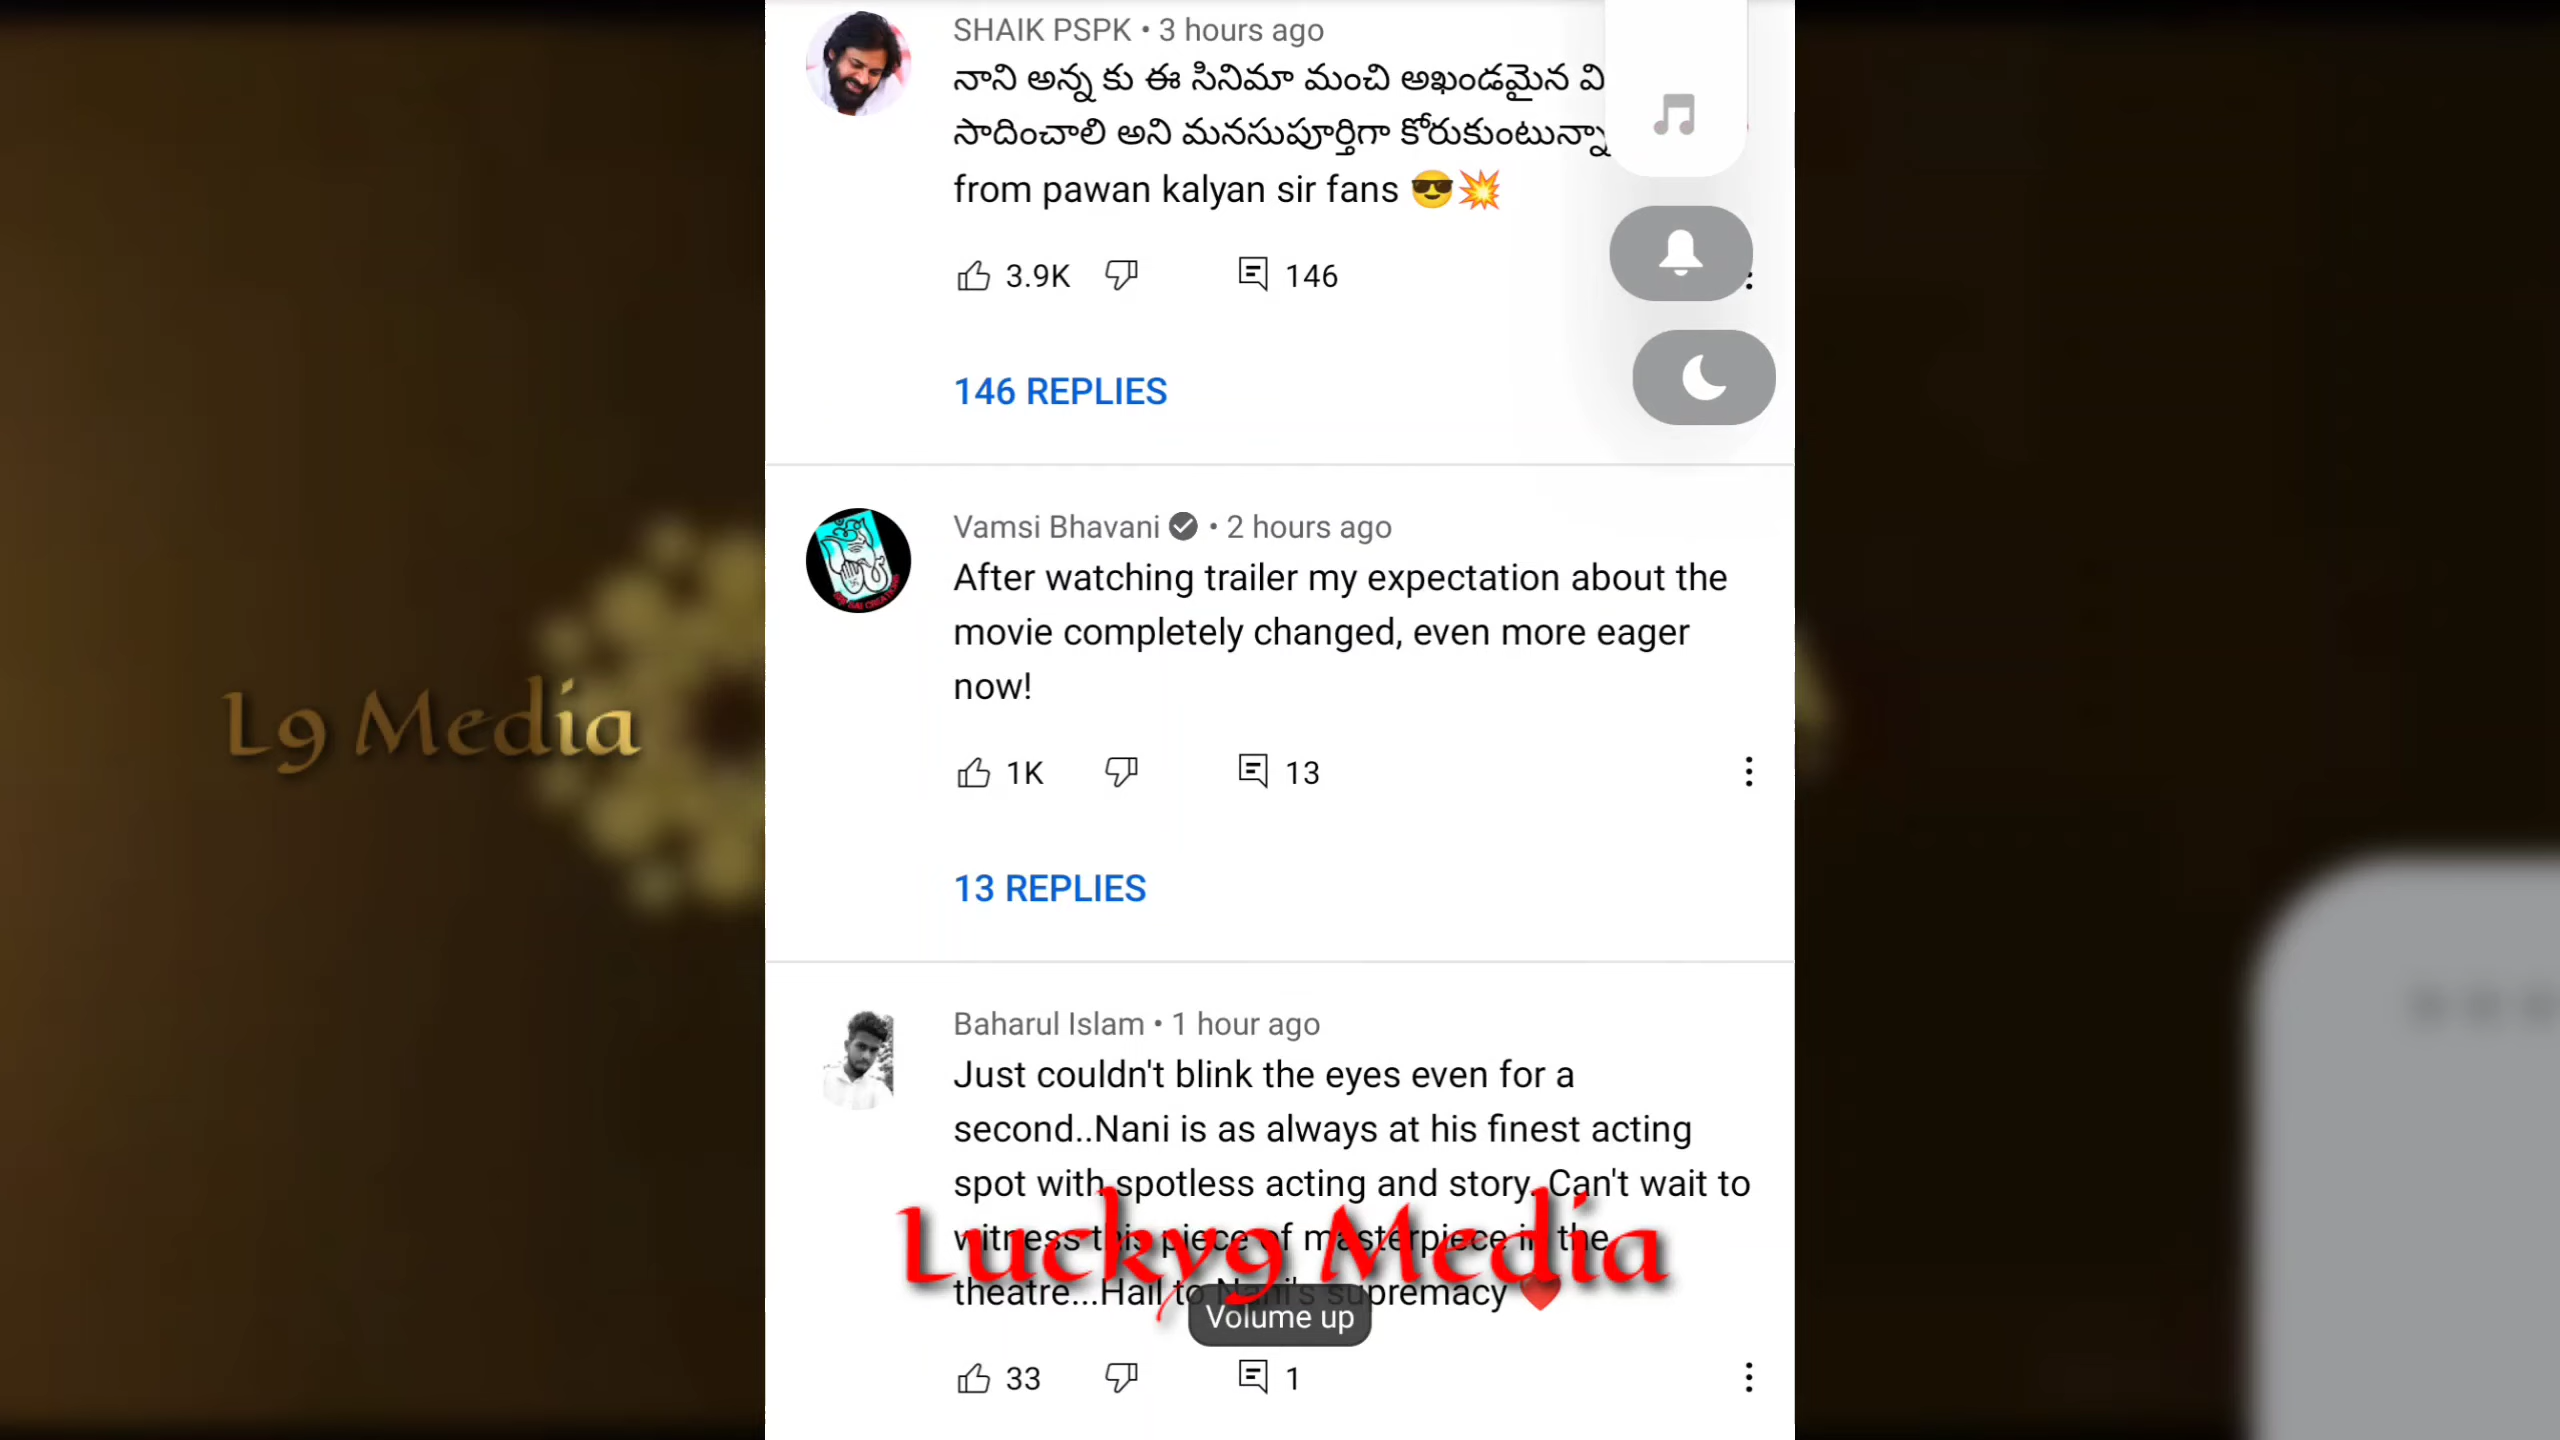 SHAIK PSPK • 3 hours ago
నాని అన్న కు ఈ సినిమా మంచి అఖండమైన
సాదించాలి అని మనసుపూర్తిగా
from pawan kalyan sir fans 😎💥
3.9K 146
146 REPLIES
Vamsi Bhavani • 2 hours ago
After watching trailer my expectation about the
movie completely changed, even more eager
now!
L9 Media
1K 13
13 REPLIES
Baharul Islam • 1 hour ago
Just couldn't blink the eyes even for a
second..Nani is as always at his finest acting
spot with spotless acting and story. Can't wait to
witness this piece of masterpiece in the
Lucky9 Media
theatre...Hail to Nani's supremacy ❤️
Volume up
33 1